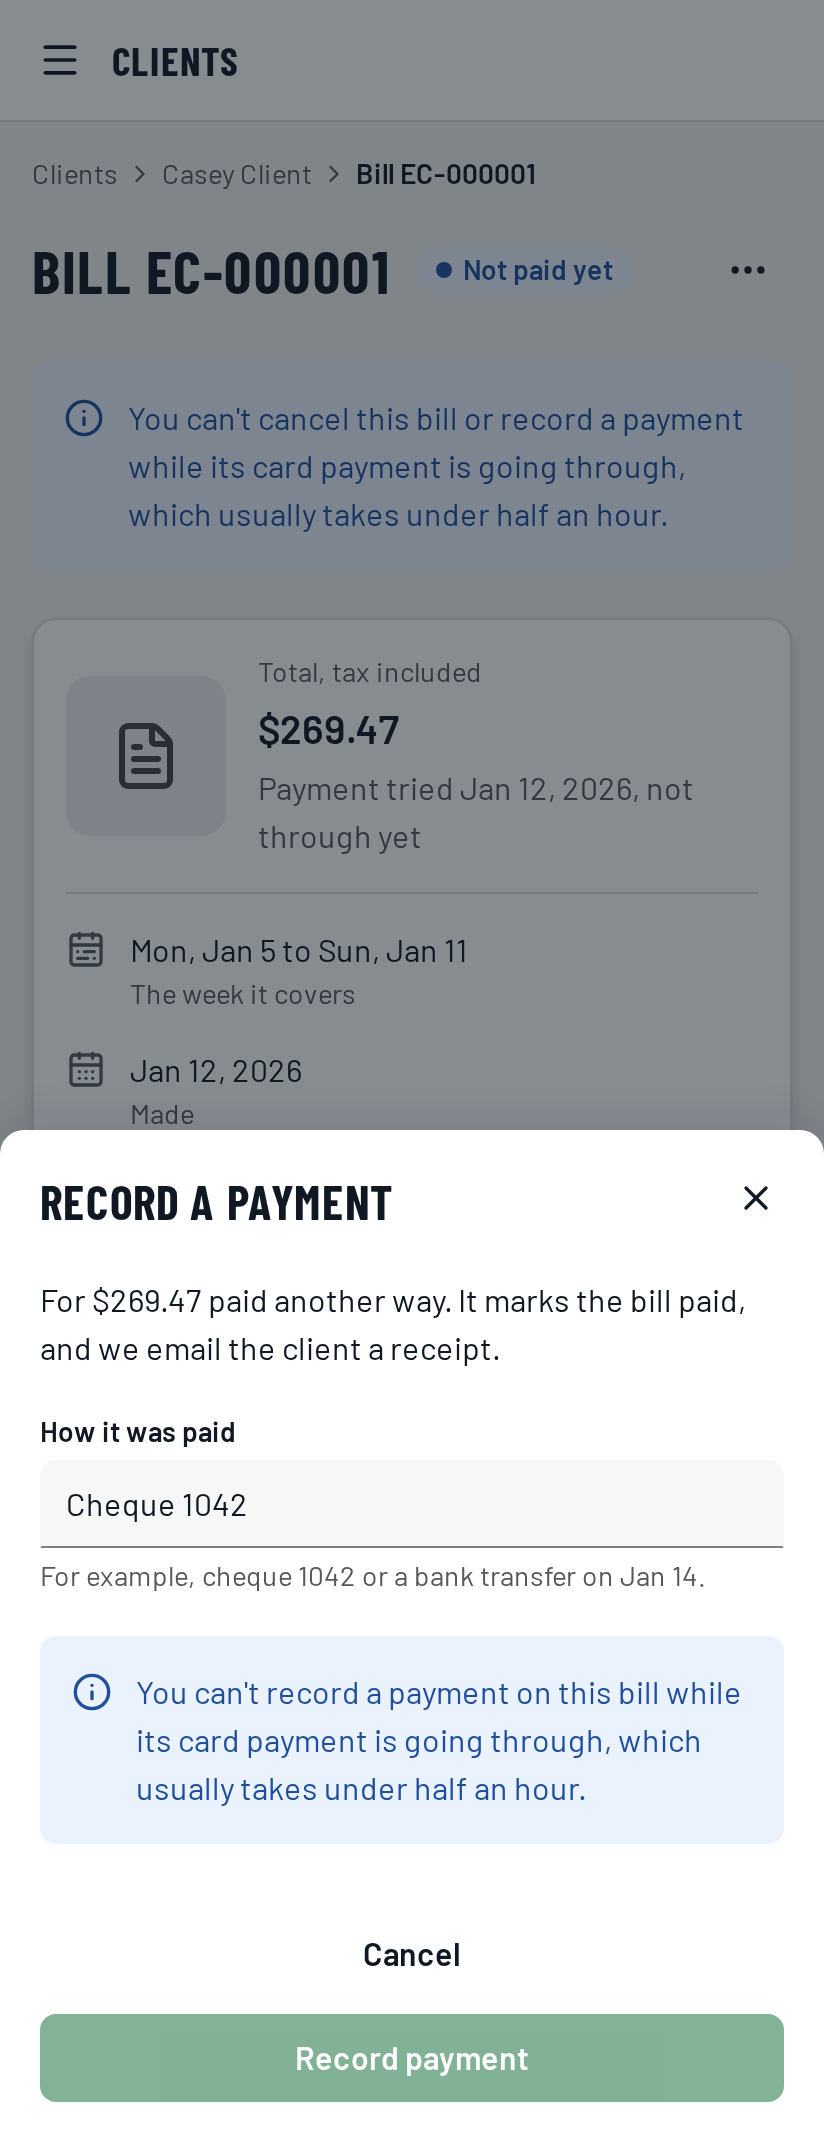 CLIENTS
Clients > Casey Client > Bill EC-000001
BILL EC-000001
Not paid yet
You can't cancel this bill or record a payment
while its card payment is going through,
which usually takes under half an hour.
Total, tax included
$269.47
Payment tried Jan 12, 2026, not
through yet
Mon, Jan 5 to Sun, Jan 11
The week it covers
Jan 12, 2026
Made
RECORD A PAYMENT
For $269.47 paid another way. It marks the bill paid,
and we email the client a receipt.
How it was paid
Cheque 1042
For example, cheque 1042 or a bank transfer on Jan 14.
You can't record a payment on this bill while
its card payment is going through, which
usually takes under half an hour.
Cancel
Record payment